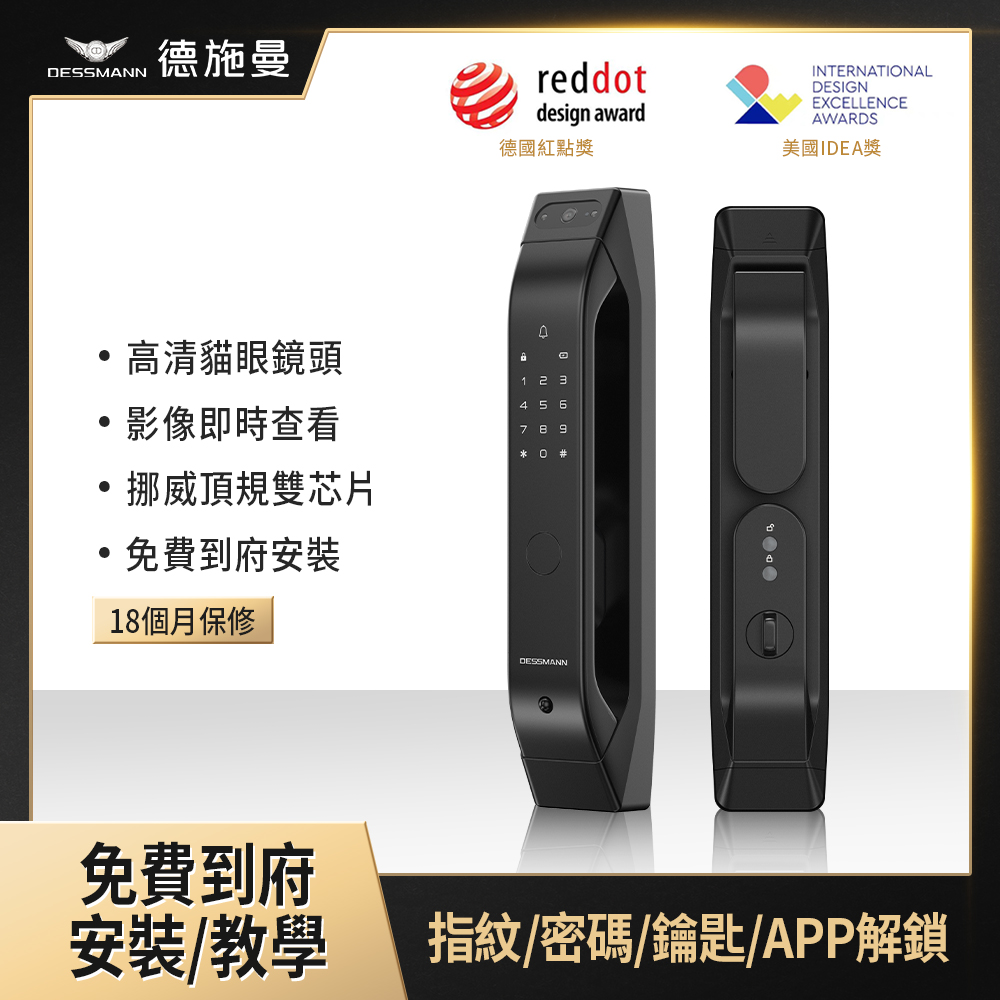 DESSMANN 德施曼
reddot
design award
德國紅點獎
INTERNATIONAL
DESIGN
EXCELLENCE
AWARDS
美國IDEA獎
• 高清貓眼鏡頭
• 影像即時查看
• 挪威頂規雙芯片
• 免費到府安裝
18個月保修
1 2 3
4 5 6
7 8 9
* 0 #
DESSMANN
免費到府
安裝/教學
指紋/密碼/鑰匙/APP解鎖